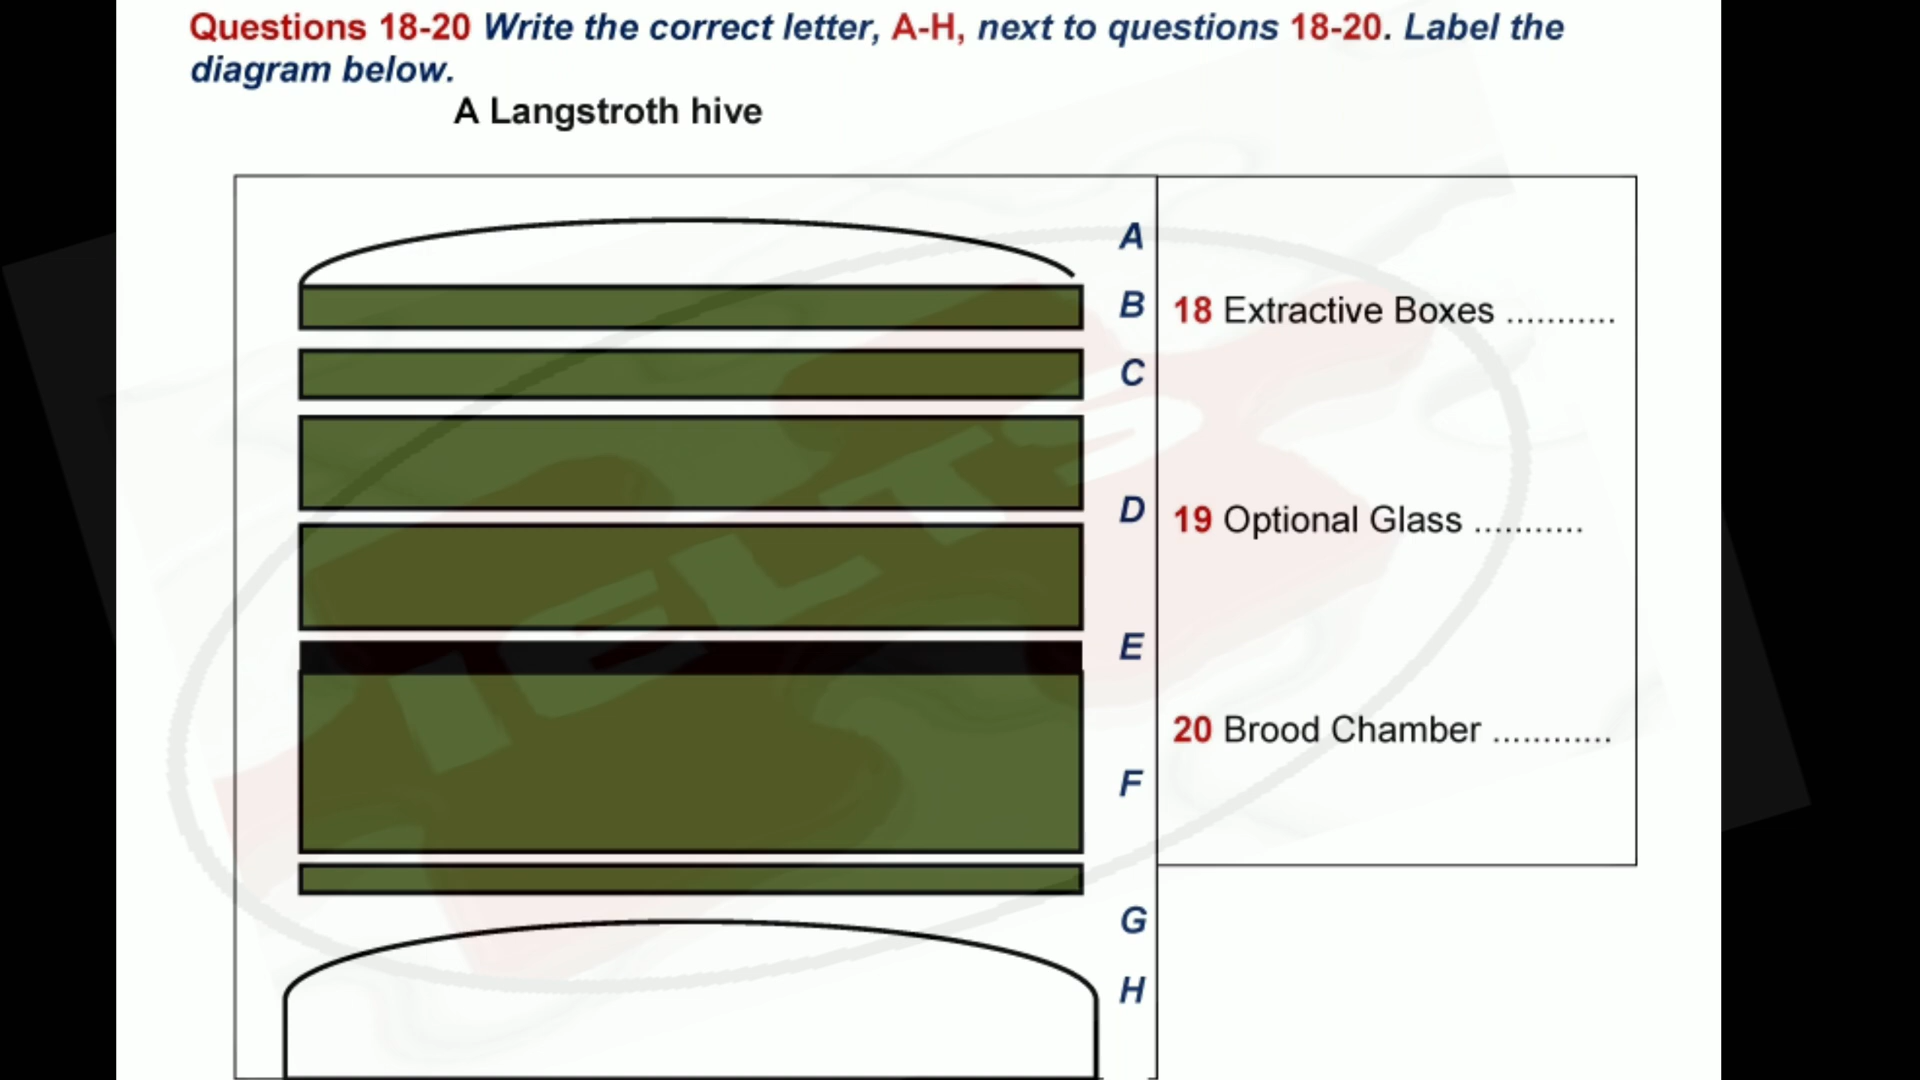 Questions 18-20 Write the correct letter, A-H, next to questions 18-20. Label the
diagram below.
A Langstroth hive
A
B
18 Extractive Boxes ...........
C
D
19 Optional Glass ...........
E
20 Brood Chamber ............
F
G
H
IELTS